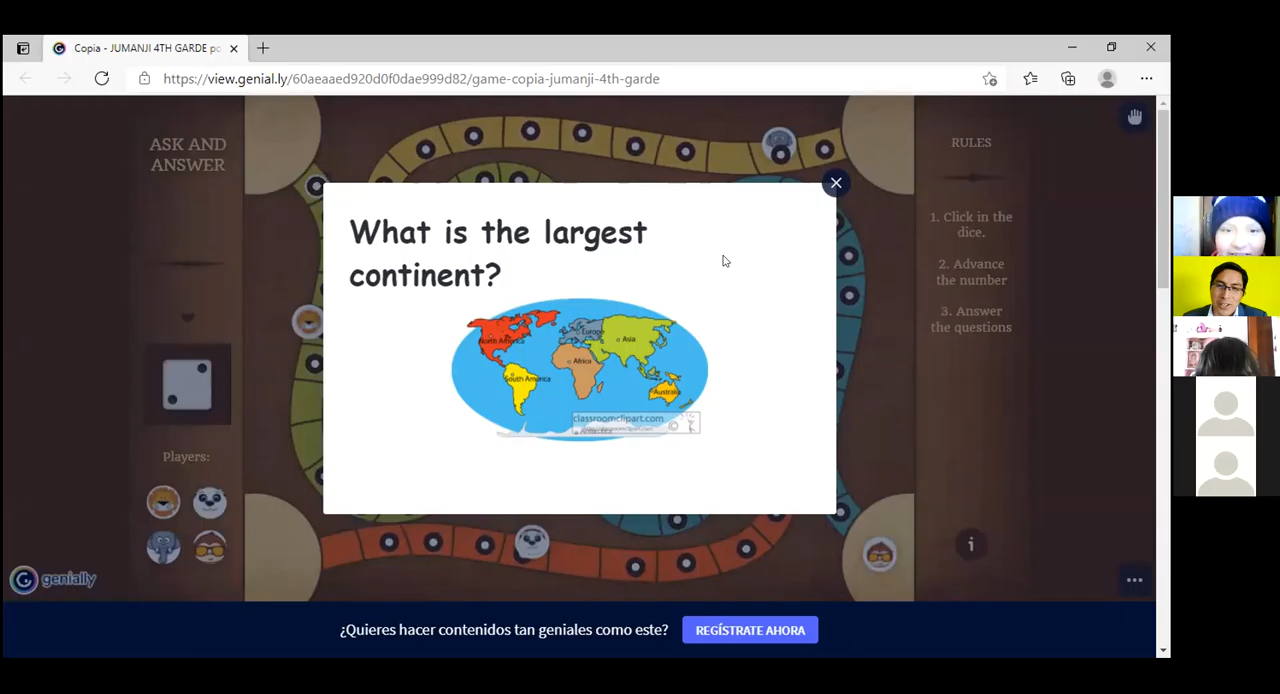 Copia - JUMANJI 4TH GARDE po
https://view.genial.ly/60aeaaed920d0f0dae999d82/game-copia-jumanji-4th-garde
ASK AND
ANSWER
Players:
What is the largest
continent?
North America
Europe
Asia
Africa
South America
Australia
classroomclipart.com
©
RULES
1. Click in the
dice.
2. Advance
the number
3. Answer
the questions
i
genially
¿Quieres hacer contenidos tan geniales como este?
REGÍSTRATE AHORA